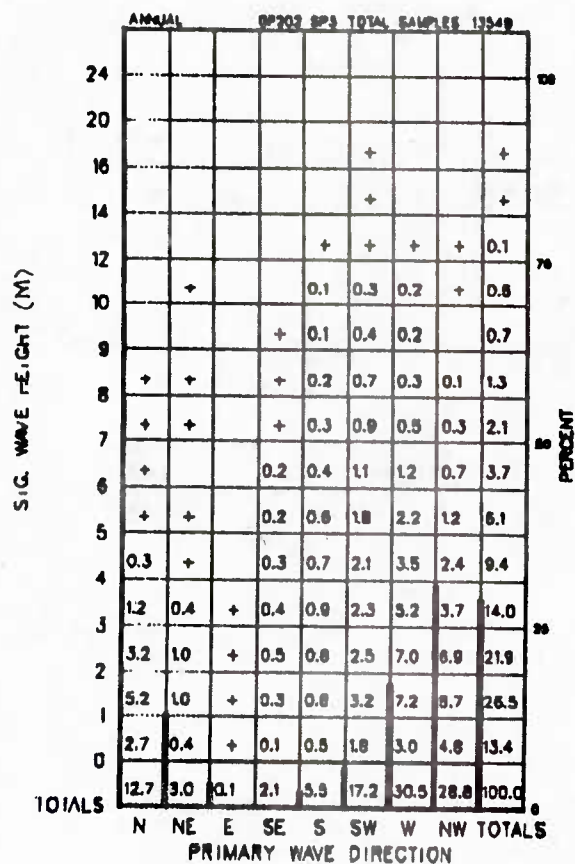 ANNUAL GP202 SP3 TOTAL SAMPLES 13549
24
100
20
+ +
16
+ +
14
+ + + + 0.1
12
75
+ 0.1 0.3 0.2 + 0.6
10
+ 0.1 0.4 0.2 0.7
9
+ + + 0.2 0.7 0.3 0.1 1.3
8
+ + + 0.3 0.9 0.5 0.3 2.1
7
50
+ 0.2 0.4 1.1 1.2 0.7 3.7
6
+ + 0.2 0.6 1.8 2.2 1.2 6.1
5
0.3 + 0.3 0.7 2.1 3.5 2.4 9.4
4
1.2 0.4 + 0.4 0.9 2.3 5.2 3.7 14.0
3
25
3.2 1.0 + 0.5 0.8 2.5 7.0 6.9 21.9
2
5.2 1.0 + 0.3 0.8 3.2 7.2 8.7 26.5
1
2.7 0.4 + 0.1 0.5 1.8 3.0 4.8 13.4
0
12.7 3.0 0.1 2.1 5.5 17.2 30.5 28.8 100.0
TOTALS
0
N NE E SE S SW W NW TOTALS
PRIMARY WAVE DIRECTION
SIG. WAVE HEIGHT (M)
PERCENT